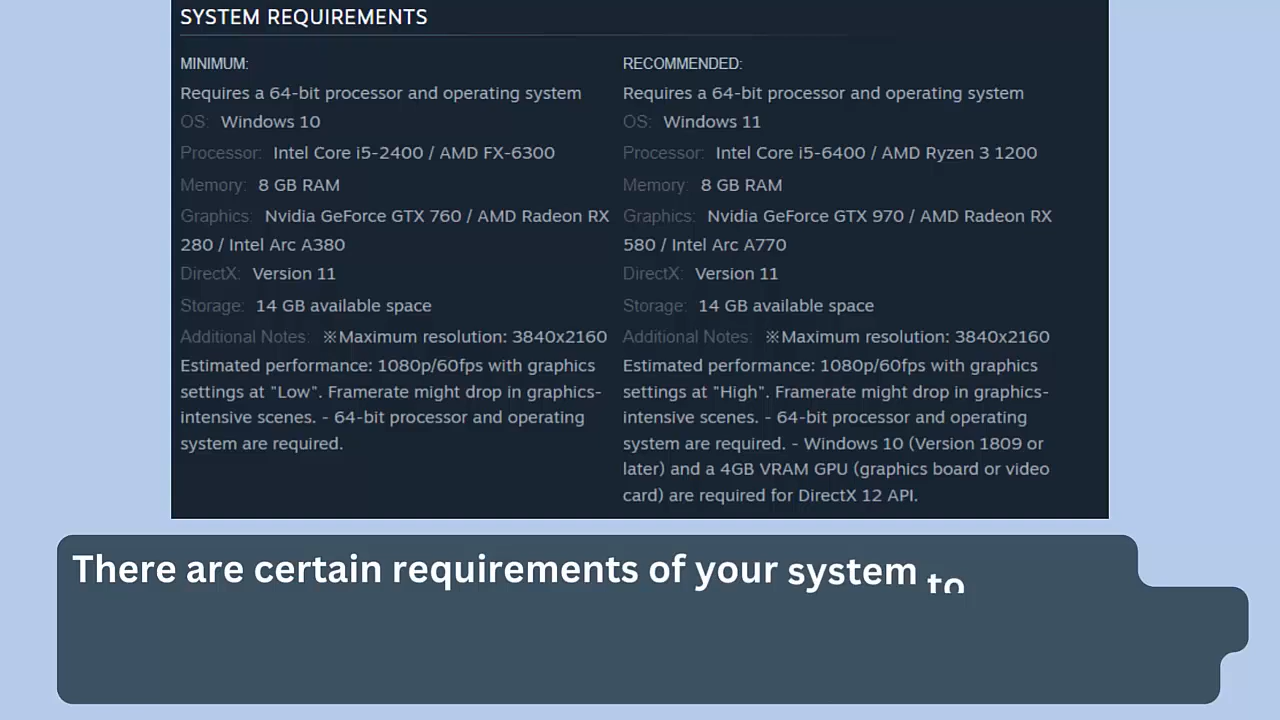 SYSTEM REQUIREMENTS
MINIMUM:
Requires a 64-bit processor and operating system
OS: Windows 10
Processor: Intel Core i5-2400 / AMD FX-6300
Memory: 8 GB RAM
Graphics: Nvidia GeForce GTX 760 / AMD Radeon RX
280 / Intel Arc A380
DirectX: Version 11
Storage: 14 GB available space
Additional Notes: ※Maximum resolution: 3840x2160
Estimated performance: 1080p/60fps with graphics
settings at "Low". Framerate might drop in graphics-
intensive scenes. - 64-bit processor and operating
system are required.
RECOMMENDED:
Requires a 64-bit processor and operating system
OS: Windows 11
Processor: Intel Core i5-6400 / AMD Ryzen 3 1200
Memory: 8 GB RAM
Graphics: Nvidia GeForce GTX 970 / AMD Radeon RX
580 / Intel Arc A770
DirectX: Version 11
Storage: 14 GB available space
Additional Notes: ※Maximum resolution: 3840x2160
Estimated performance: 1080p/60fps with graphics
settings at "High". Framerate might drop in graphics-
intensive scenes. - 64-bit processor and operating
system are required. - Windows 10 (Version 1809 or
later) and a 4GB VRAM GPU (graphics board or video
card) are required for DirectX 12 API.
There are certain requirements of your system to